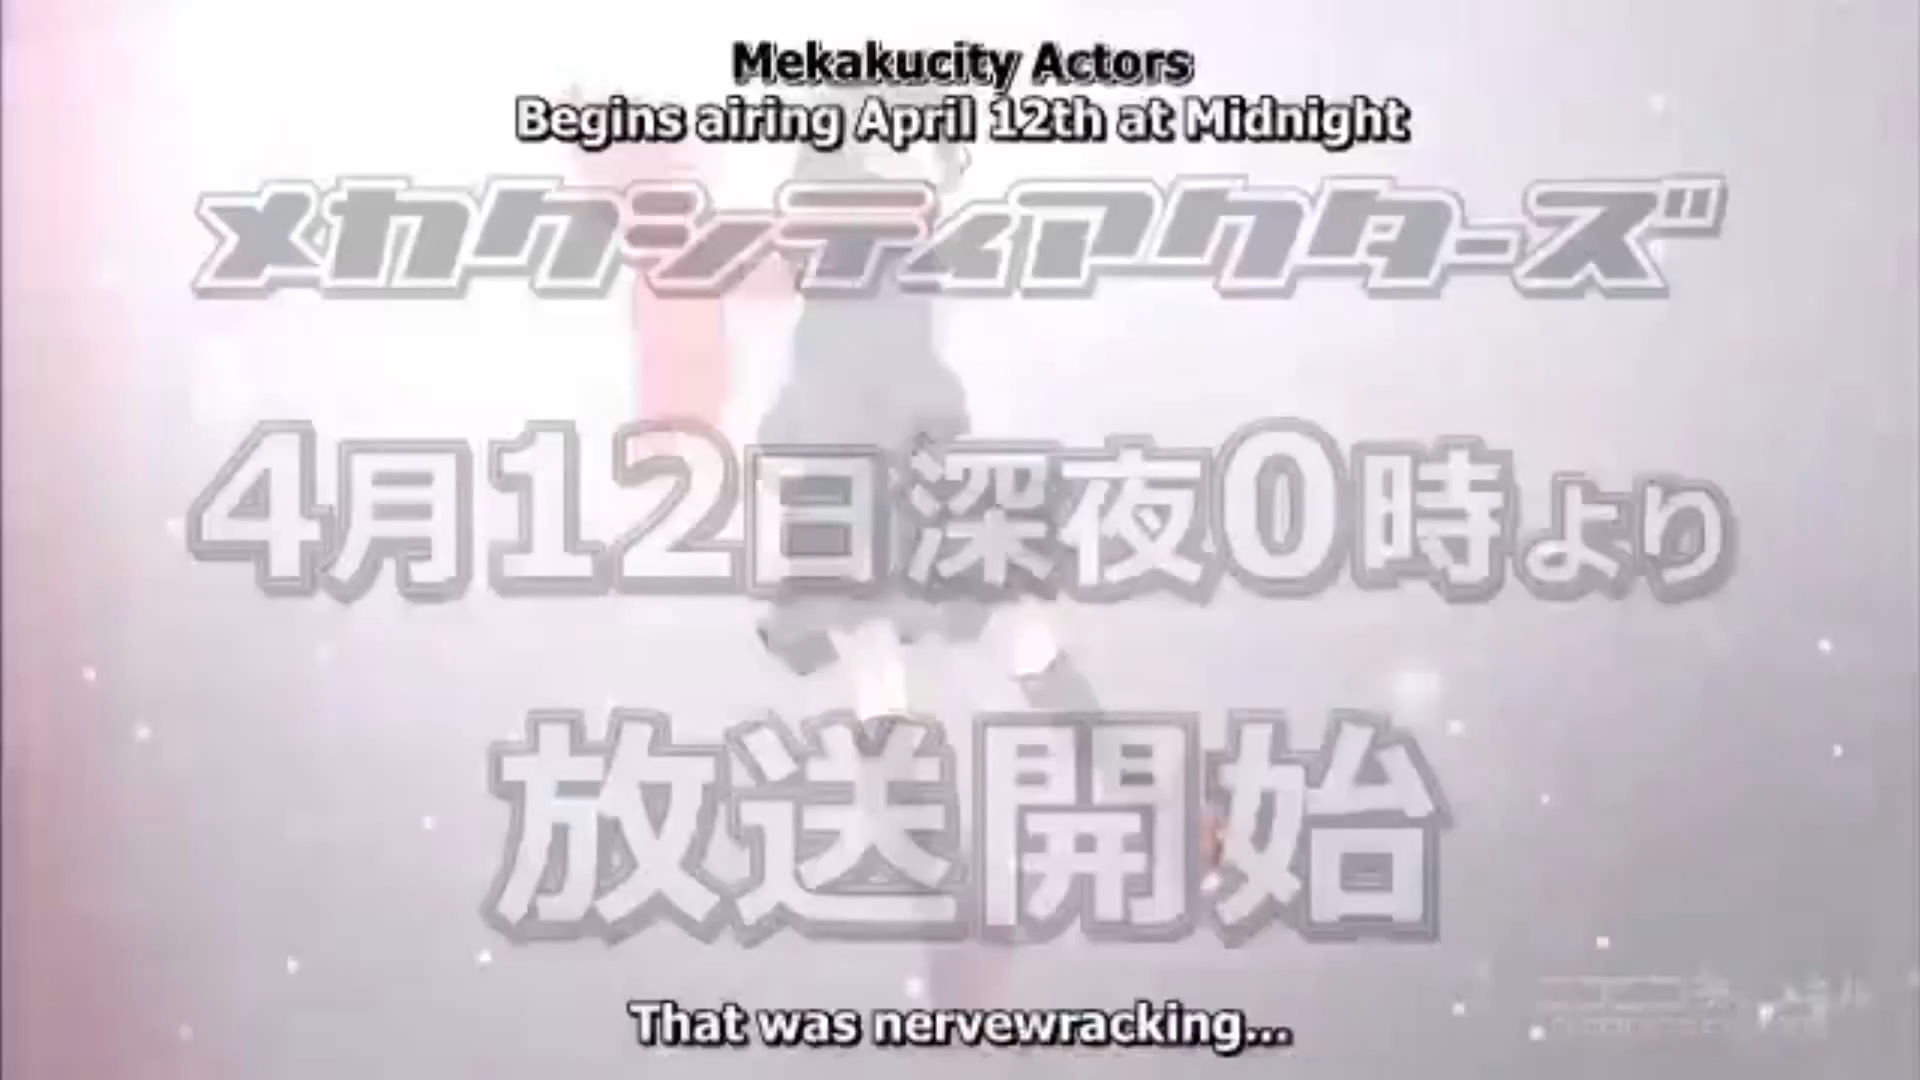 Mekakucity Actors
Begins airing April 12th at Midnight
メカクシティアクターズ
4月12日深夜0時より
放送開始
That was nervewracking...